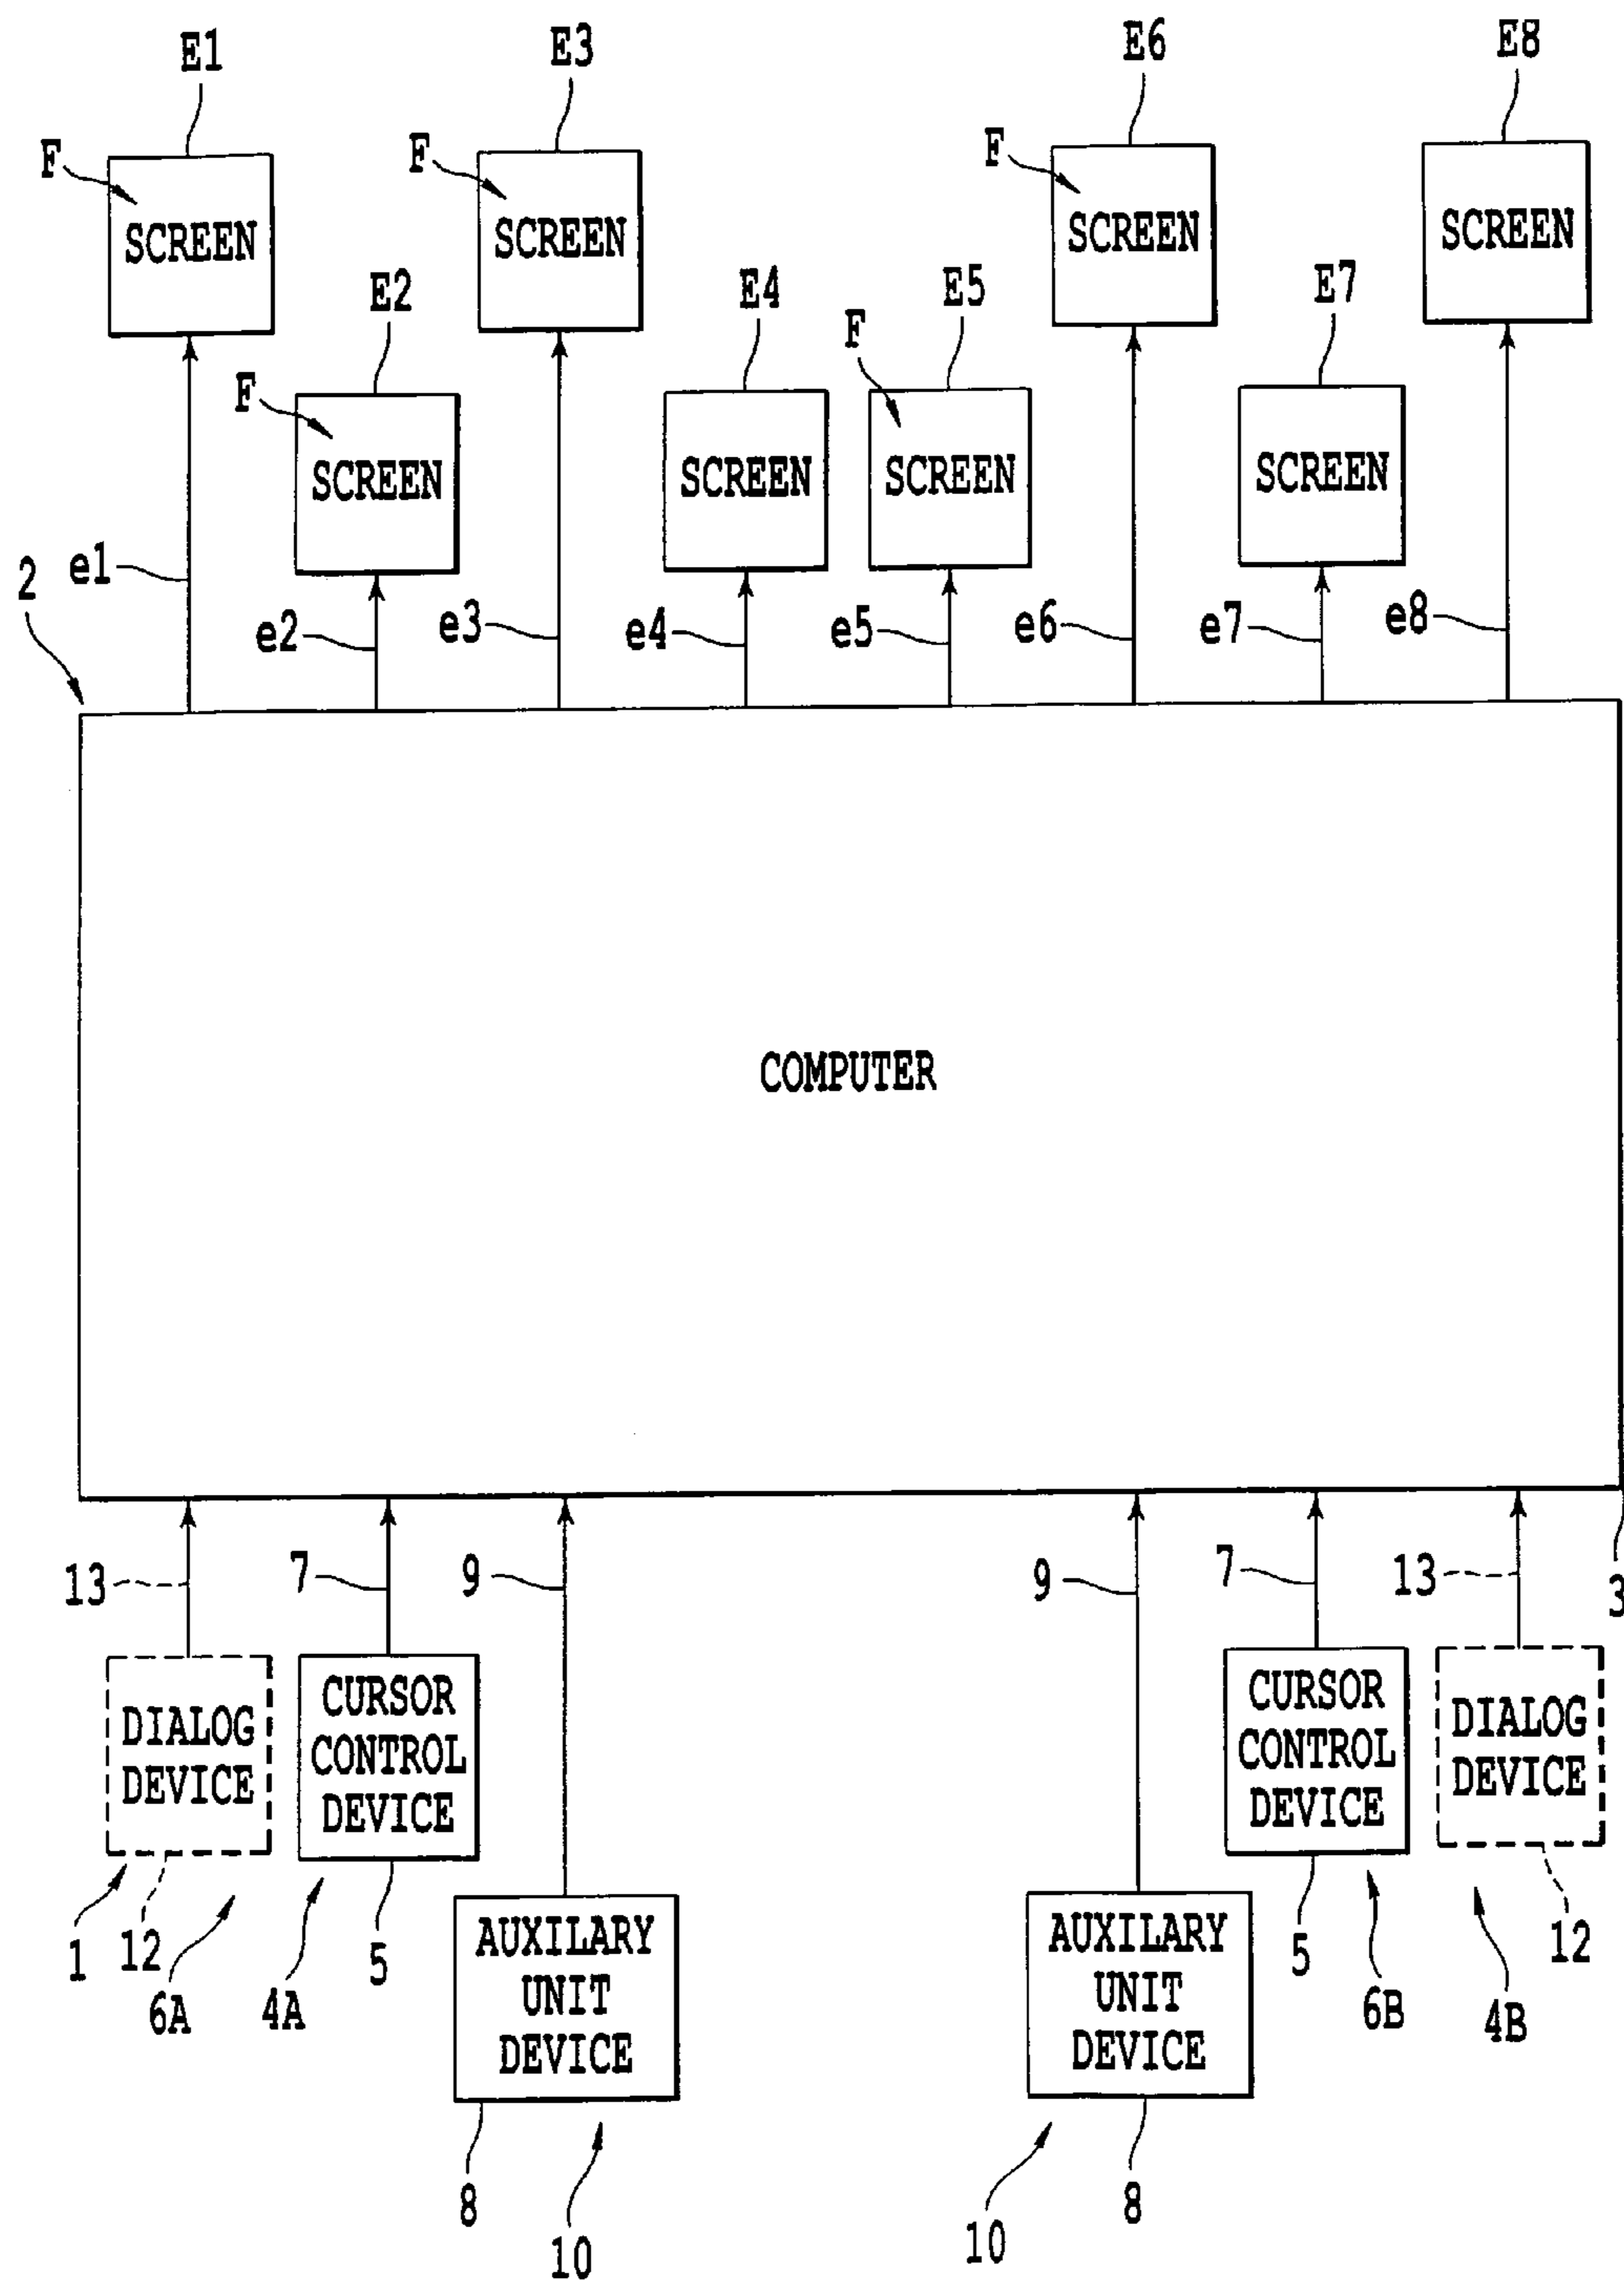 E1
E3
E6
E8
F
F
F
SCREEN
SCREEN
SCREEN
SCREEN
E2
E4
E5
E7
F
F
SCREEN
SCREEN
SCREEN
SCREEN
2
e1
e2
e3
e4
e5
e6
e7
e8
COMPUTER
13
7
9
9
7
13
3
DIALOG
DEVICE
CURSOR
CONTROL
DEVICE
CURSOR
CONTROL
DEVICE
DIALOG
DEVICE
1
12
6A
4A
5
AUXILARY
UNIT
DEVICE
AUXILARY
UNIT
DEVICE
5
6B
4B
12
8
10
10
8